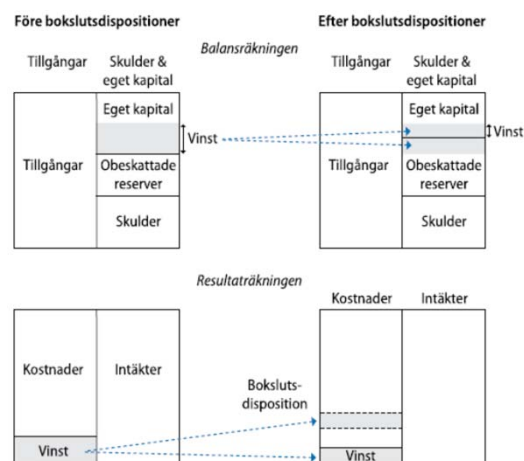 Före bokslutsdispositioner
Efter bokslutsdispositioner
Balansräkningen
Tillgångar
Skulder &
eget kapital
Tillgångar
Skulder &
eget kapital
Eget kapital
Vinst
Tillgångar
Obeskattade
reserver
Skulder
Eget kapital
Vinst
Tillgångar
Obeskattade
reserver
Skulder
Resultaträkningen
Kostnader
Intäkter
Kostnader
Intäkter
Boksluts-
disposition
Vinst
Vinst